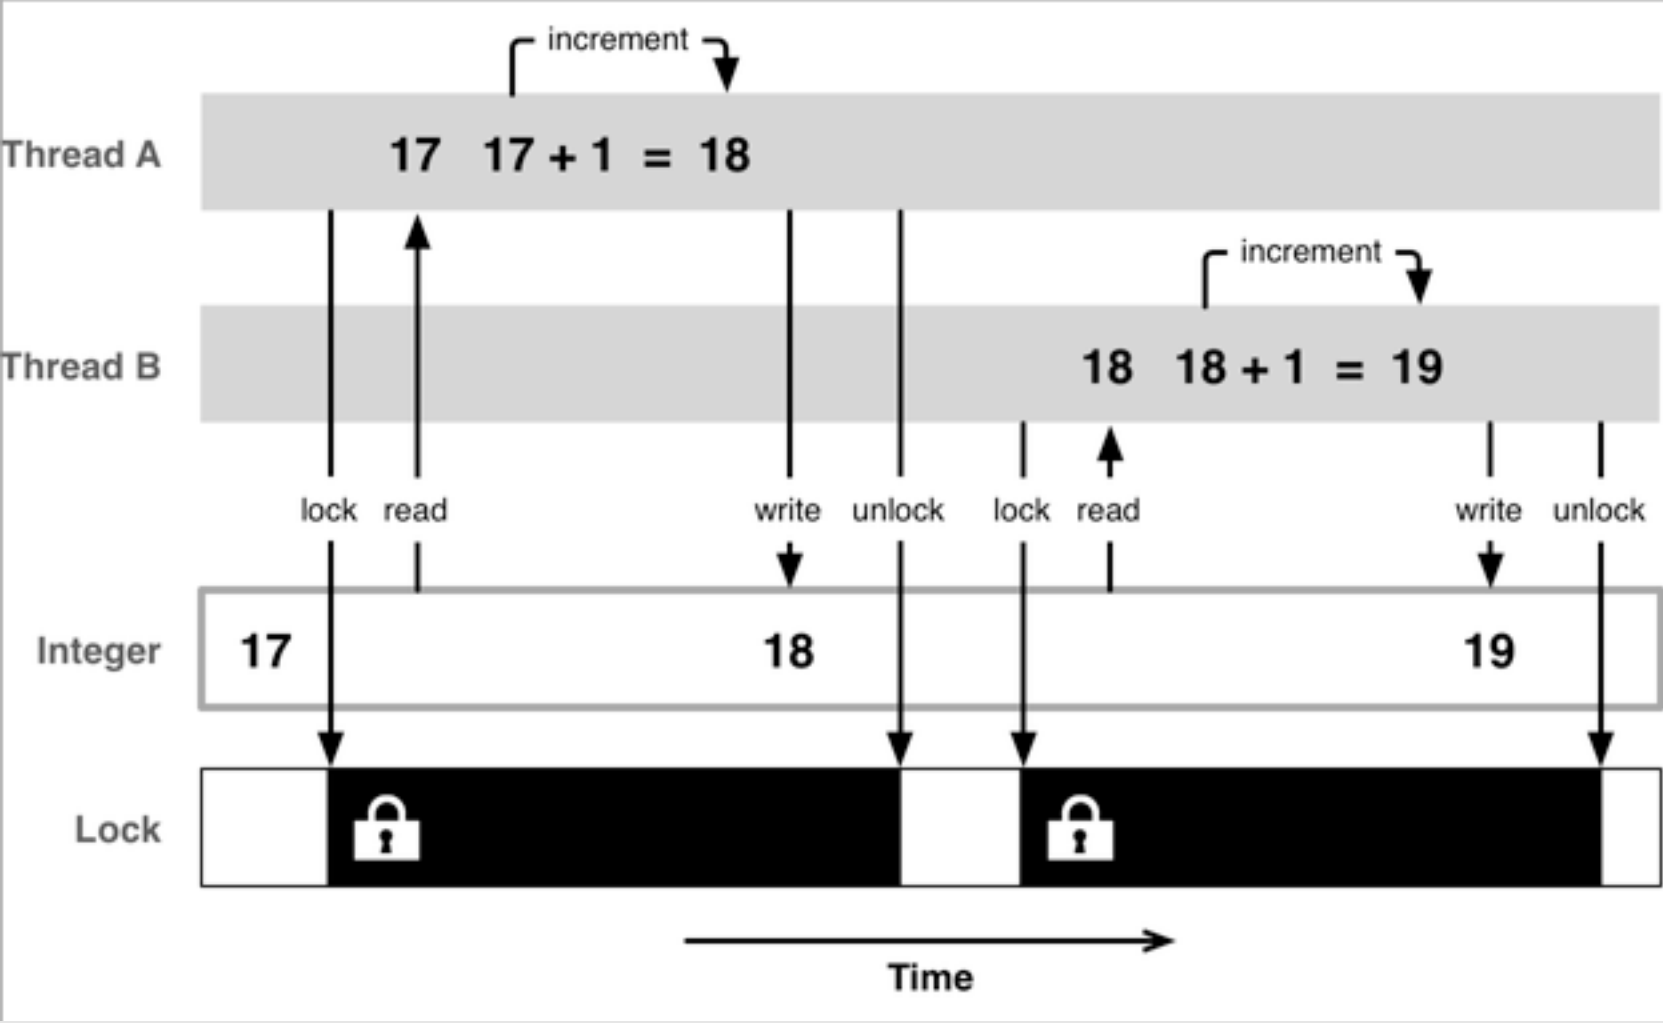 increment
Thread A 17 17 + 1 = 18
increment
Thread B 18 18 + 1 = 19
lock read write unlock lock read write unlock
Integer 17 18 19
Lock
Time